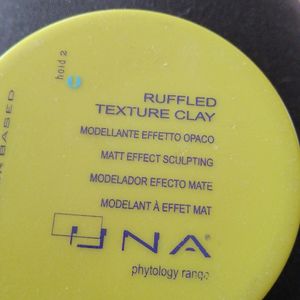 hold 2
RUFFLED
TEXTURE CLAY
MODELLANTE EFFETTO OPACO
MATT EFFECT SCULPTING
MODELADOR EFECTO MATE
MODELANT À EFFET MAT
UNA®
phytology range
BASED